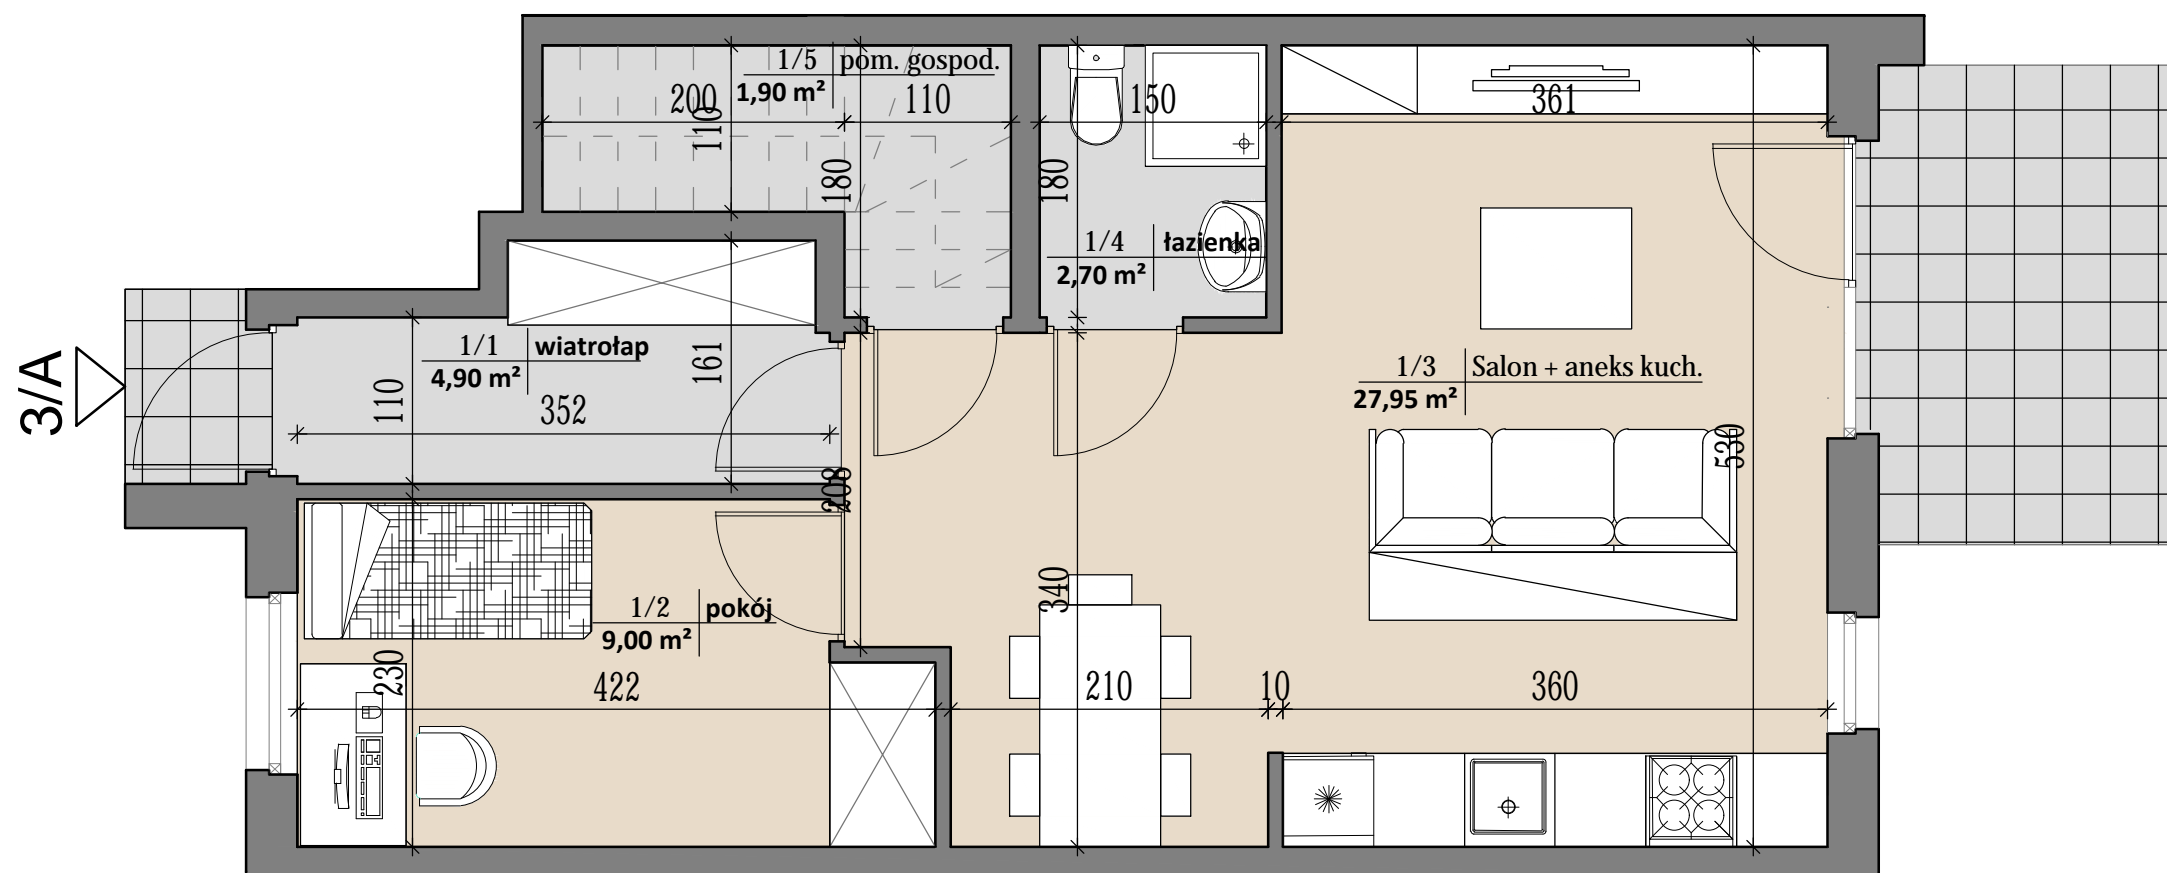 1/5 pom. gospod.
1,90 m²
200
110
110
150
361
180
180
1/4 łazienka
2,70 m²
3/A
1/1 wiatrołap
4,90 m²
161
110
352
1/3 Salon + aneks kuch.
27,95 m²
530
208
340
1/2 pokój
9,00 m²
230
422
210
10
360